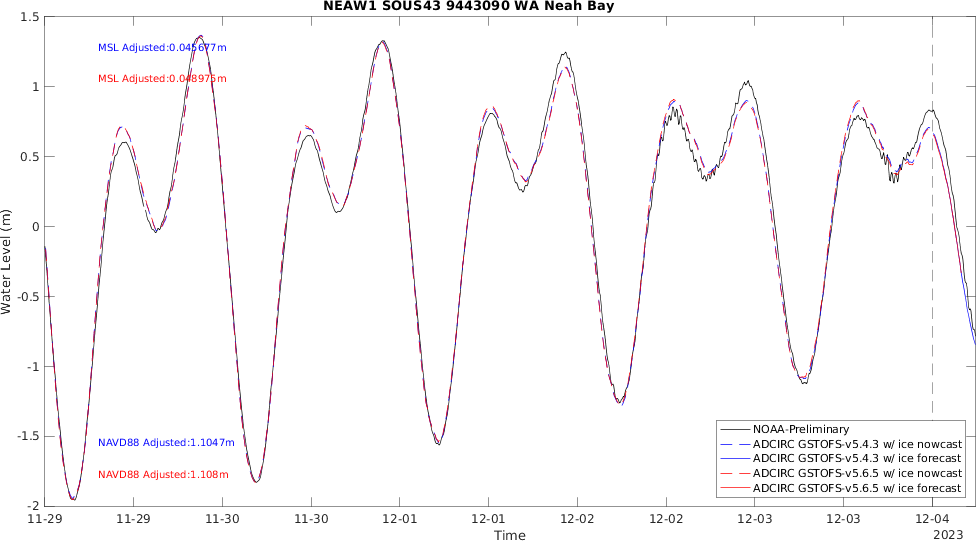 NEAW1 SOUS43 9443090 WA Neah Bay
1.5
1
0.5
0
-0.5
-1
-1.5
-2
Water Level (m)
MSL Adjusted:0.045677m
MSL Adjusted:0.048975m
NAVD88 Adjusted:1.1047m
NAVD88 Adjusted:1.108m
NOAA-Preliminary
ADCIRC GSTOFS-v5.4.3 w/ ice nowcast
ADCIRC GSTOFS-v5.4.3 w/ ice forecast
ADCIRC GSTOFS-v5.6.5 w/ ice nowcast
ADCIRC GSTOFS-v5.6.5 w/ ice forecast
11-29 11-29 11-30 11-30 12-01 12-01 12-02 12-02 12-03 12-03 12-04
Time 2023